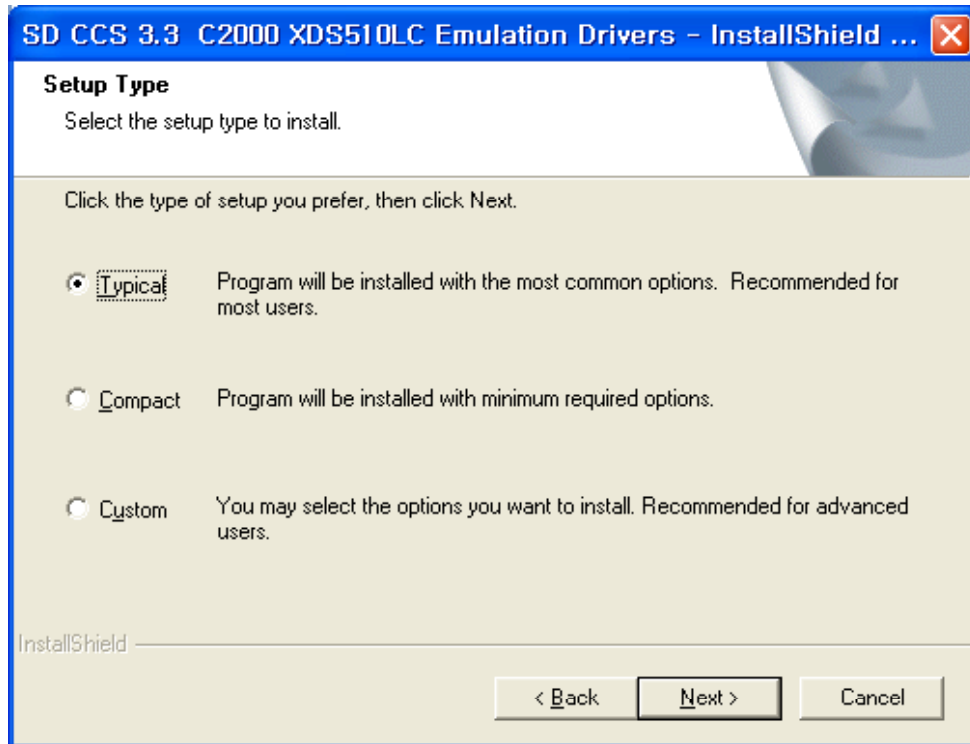 SD CCS 3.3 C2000 XDS510LC Emulation Drivers - InstallShield ...
Setup Type
Select the setup type to install.
Click the type of setup you prefer, then click Next.
Typical Program will be installed with the most common options. Recommended for
most users.
Compact Program will be installed with minimum required options.
Custom You may select the options you want to install. Recommended for advanced
users.
InstallShield
< Back Next > Cancel